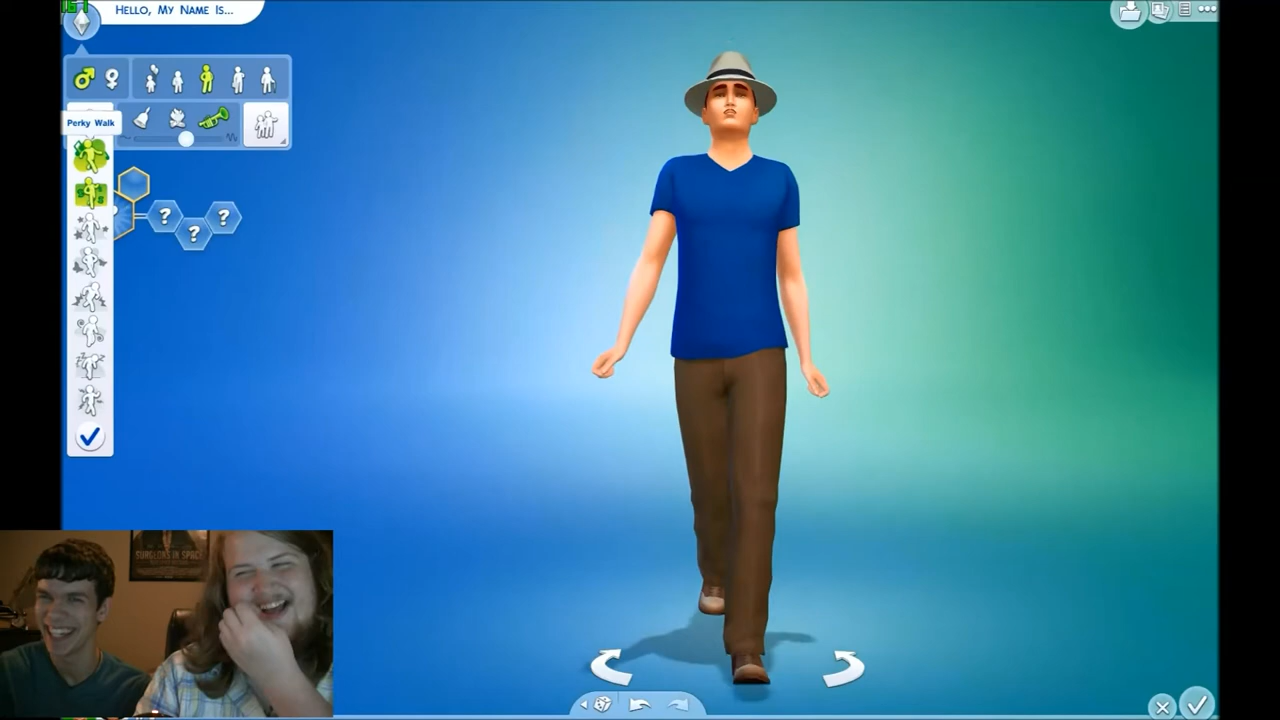 Hello, My Name Is...
Perky Walk
? ? ?
SURGEONS IN SPACE